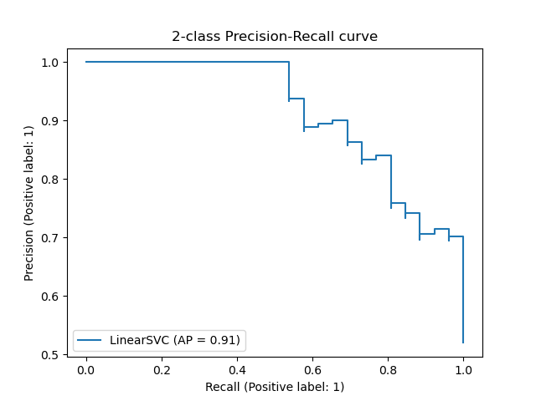 2-class Precision-Recall curve
1.0
0.9
0.8
0.7
0.6
0.5
Precision (Positive label: 1)
LinearSVC (AP = 0.91)
0.0 0.2 0.4 0.6 0.8 1.0
Recall (Positive label: 1)